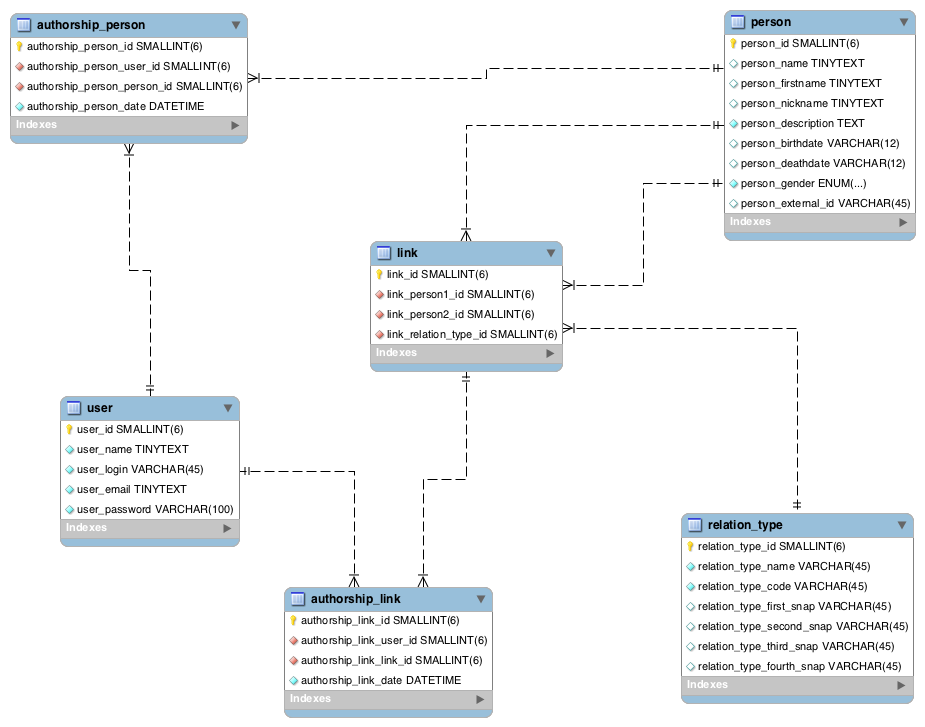 authorship_person
authorship_person_id SMALLINT(6)
authorship_person_user_id SMALLINT(6)
authorship_person_person_id SMALLINT(6)
authorship_person_date DATETIME
Indexes
person
person_id SMALLINT(6)
person_name TINYTEXT
person_firstname TINYTEXT
person_nickname TINYTEXT
person_description TEXT
person_birthdate VARCHAR(12)
person_deathdate VARCHAR(12)
person_gender ENUM(...)
person_external_id VARCHAR(45)
Indexes
link
link_id SMALLINT(6)
link_person1_id SMALLINT(6)
link_person2_id SMALLINT(6)
link_relation_type_id SMALLINT(6)
Indexes
user
user_id SMALLINT(6)
user_name TINYTEXT
user_login VARCHAR(45)
user_email TINYTEXT
user_password VARCHAR(100)
Indexes
relation_type
relation_type_id SMALLINT(6)
relation_type_name VARCHAR(45)
relation_type_code VARCHAR(45)
relation_type_first_snap VARCHAR(45)
relation_type_second_snap VARCHAR(45)
relation_type_third_snap VARCHAR(45)
relation_type_fourth_snap VARCHAR(45)
Indexes
authorship_link
authorship_link_id SMALLINT(6)
authorship_link_user_id SMALLINT(6)
authorship_link_link_id SMALLINT(6)
authorship_link_date DATETIME
Indexes